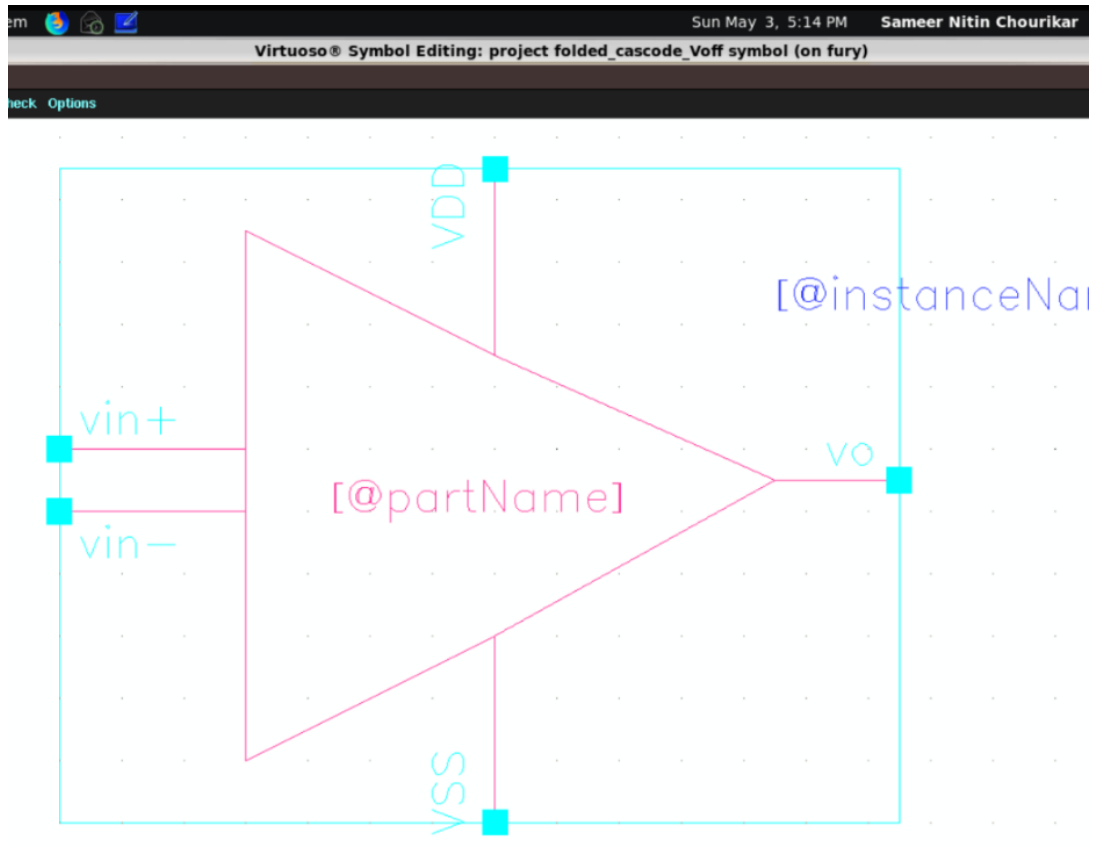 em Sun May 3, 5:14 PM Sameer Nitin Chourikar
Virtuoso® Symbol Editing: project folded_cascode_Voff symbol (on fury)
heck Options
VDD
[@instanceNa
vin+
vo
[@partName]
vin−
VSS